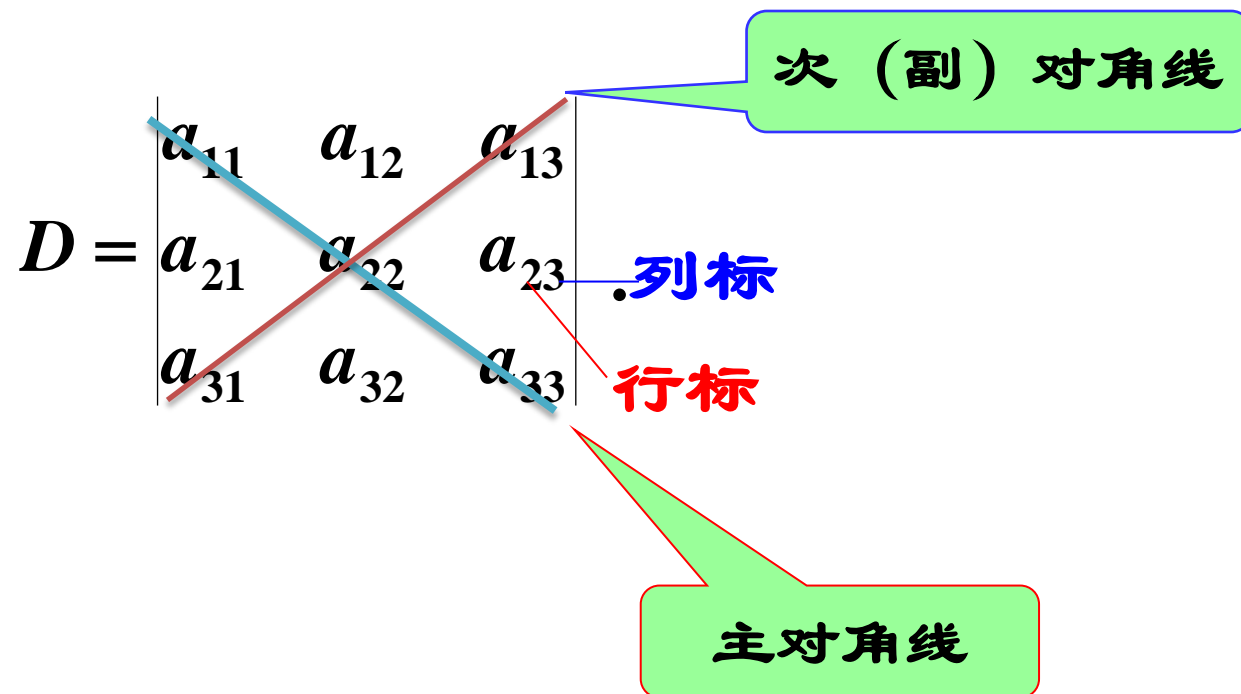 次（副）对角线
a11 a12 a13
D = a21 a22 a23 .列标
a31 a32 a33 行标
主对角线